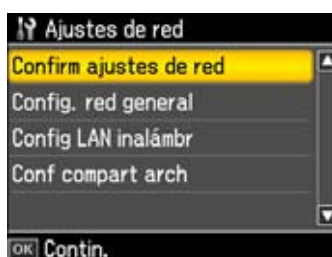 Ajustes de red
Confirm ajustes de red
Config. red general
Config LAN inalámbr
Conf compart arch
OK Contin.